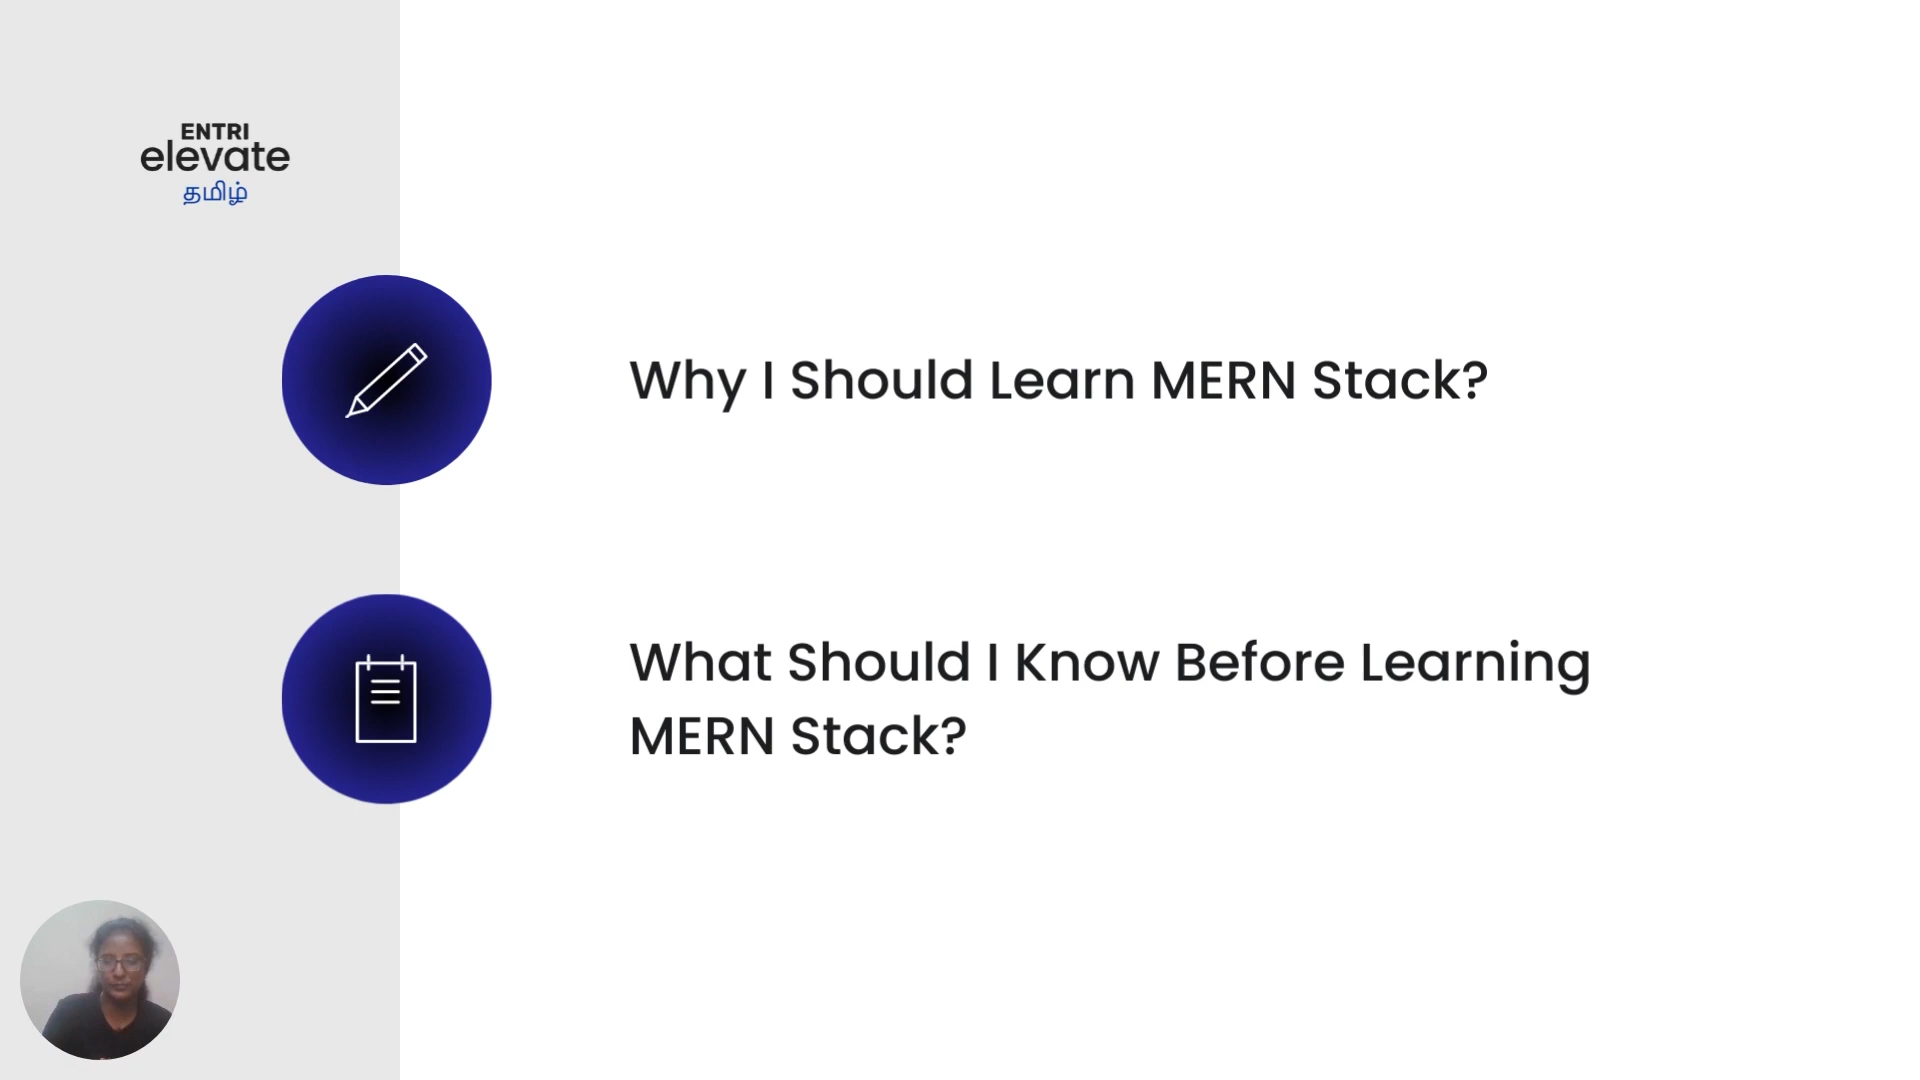 ENTRI
elevate
தமிழ்
Why I Should Learn MERN Stack?
What Should I Know Before Learning
MERN Stack?